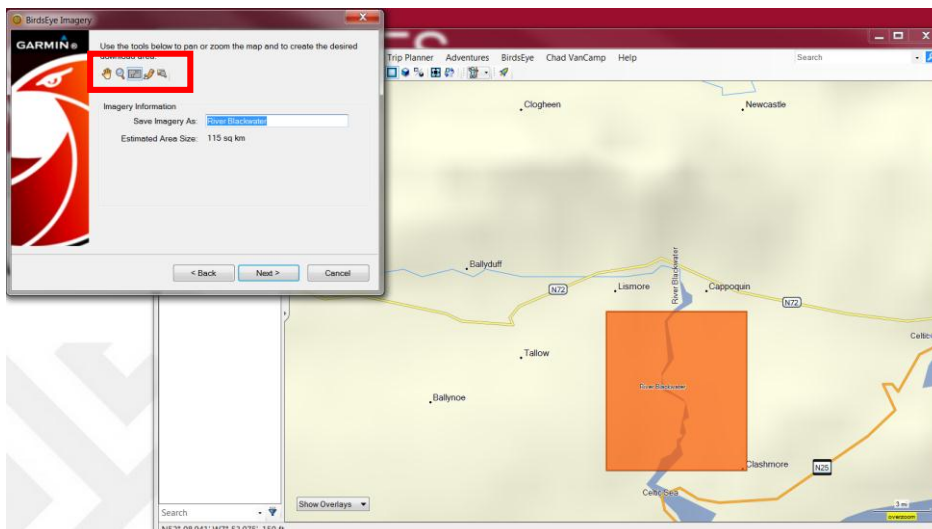 BirdsEye Imagery
GARMIN
Use the tools below to pan or zoom the map and to create the desired
download area.
Imagery Information
Save Imagery As: River Blackwater
Estimated Area Size: 115 sq km
< Back Next > Cancel
Trip Planner Adventures BirdsEye Chad VanCamp Help
Search
Clogheen
Newcastle
Ballyduff
River Blackwater
N72
Lismore
Cappoquin
N72
Tallow
River Blackwater
Ballynoe
Clashmore
N25
Celtic Sea
Show Overlays
3 mi
overzoom
Search